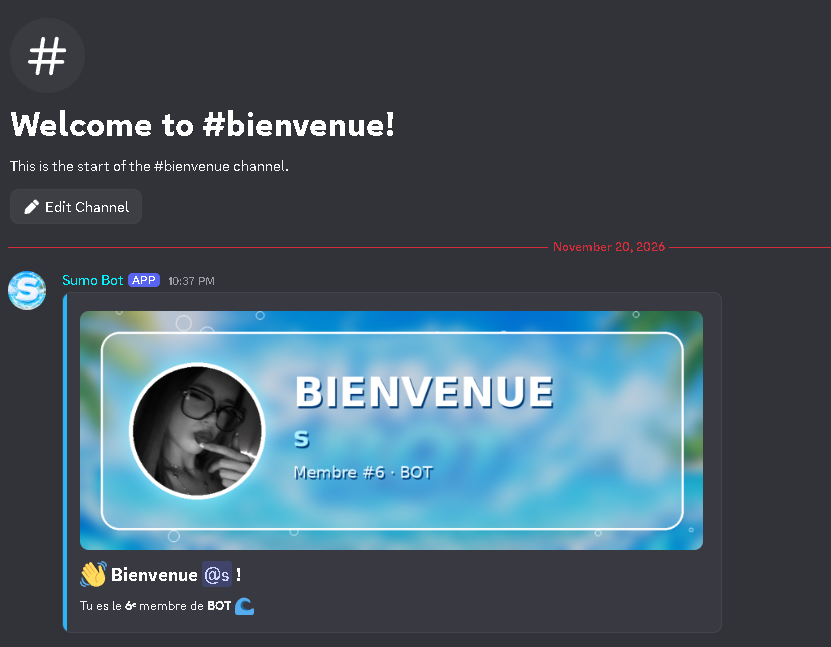 #
Welcome to #bienvenue!
This is the start of the #bienvenue channel.
Edit Channel
November 20, 2026
S
Sumo Bot APP 10:37 PM
BIENVENUE
s
Membre #6 · BOT
👋 Bienvenue @s !
Tu es le 6ᵉ membre de BOT 🌊